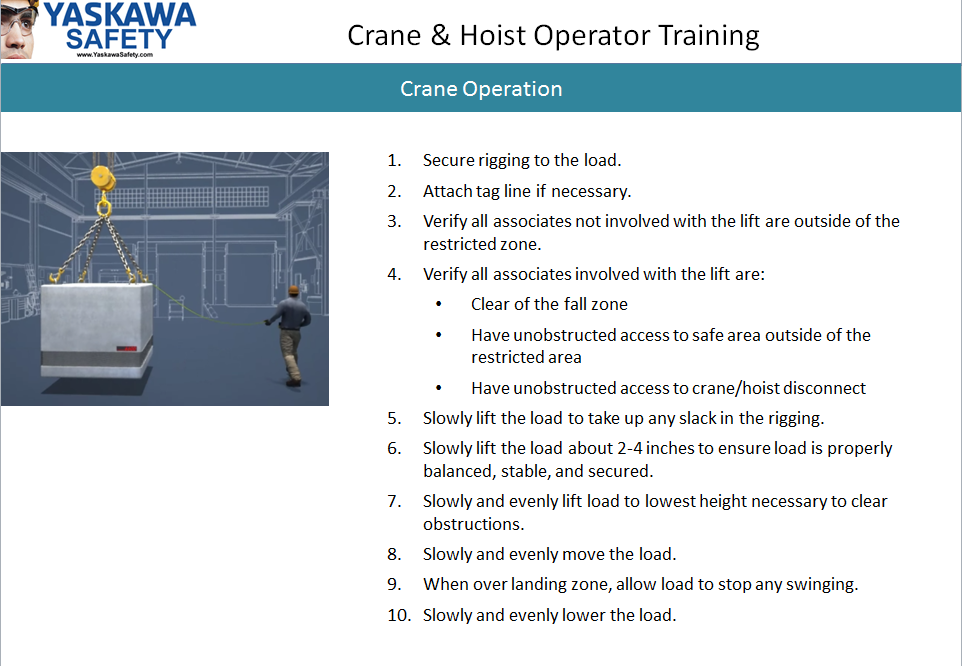 YASKAWA
SAFETY
www.YaskawaSafety.com
Crane & Hoist Operator Training
Crane Operation
1. Secure rigging to the load.
2. Attach tag line if necessary.
3. Verify all associates not involved with the lift are outside of the
restricted zone.
4. Verify all associates involved with the lift are:
• Clear of the fall zone
• Have unobstructed access to safe area outside of the
restricted area
• Have unobstructed access to crane/hoist disconnect
5. Slowly lift the load to take up any slack in the rigging.
6. Slowly lift the load about 2-4 inches to ensure load is properly
balanced, stable, and secured.
7. Slowly and evenly lift load to lowest height necessary to clear
obstructions.
8. Slowly and evenly move the load.
9. When over landing zone, allow load to stop any swinging.
10. Slowly and evenly lower the load.